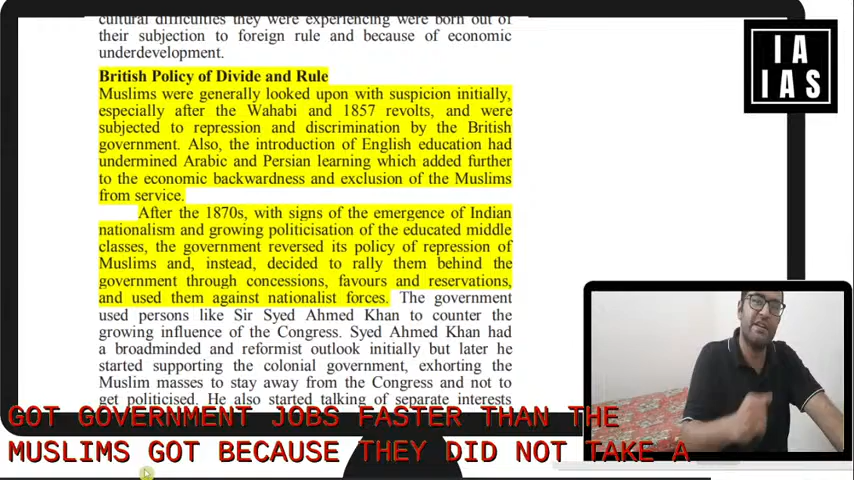 cultural difficulties they were experiencing were born out of
their subjection to foreign rule and because of economic
underdevelopment.
British Policy of Divide and Rule
Muslims were generally looked upon with suspicion initially,
especially after the Wahabi and 1857 revolts, and were
subjected to repression and discrimination by the British
government. Also, the introduction of English education had
undermined Arabic and Persian learning which added further
to the economic backwardness and exclusion of the Muslims
from service.
After the 1870s, with signs of the emergence of Indian
nationalism and growing politicisation of the educated middle
classes, the government reversed its policy of repression of
Muslims and, instead, decided to rally them behind the
government through concessions, favours and reservations,
and used them against nationalist forces. The government
used persons like Sir Syed Ahmed Khan to counter the
growing influence of the Congress. Syed Ahmed Khan had
a broadminded and reformist outlook initially but later he
started supporting the colonial government, exhorting the
Muslim masses to stay away from the Congress and not to
get politicised. He also started talking of separate interests
IA
IAS
GOT GOVERNMENT JOBS FASTER THAN THE
MUSLIMS GOT BECAUSE THEY DID NOT TAKE A